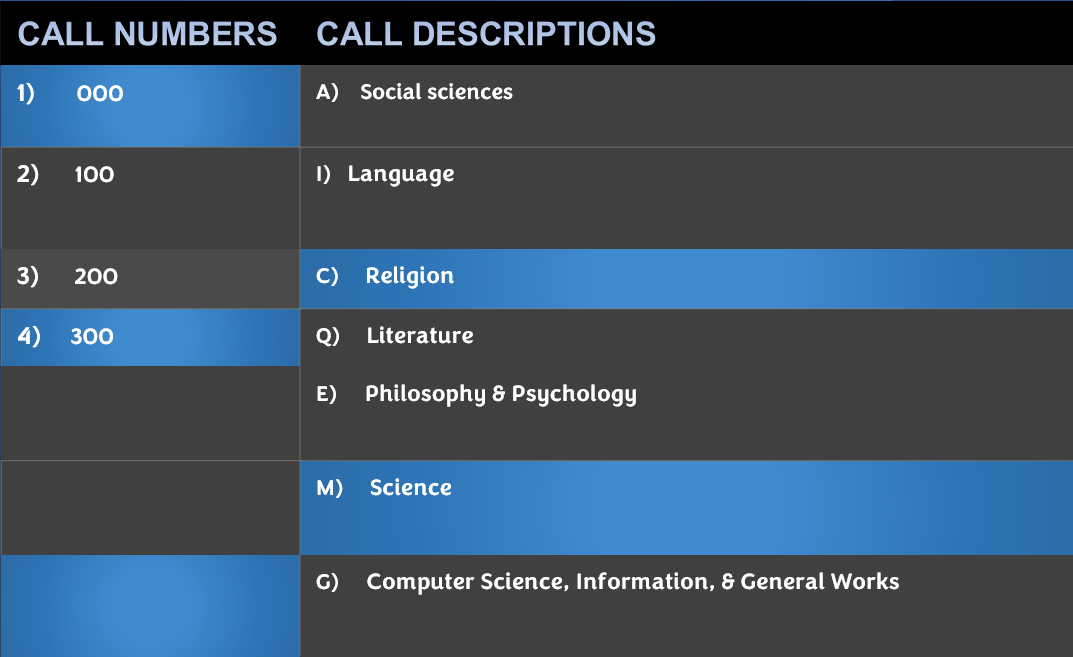 CALL NUMBERS CALL DESCRIPTIONS
1) 000 A) Social sciences
2) 100 I) Language
3) 200 C) Religion
4) 300 Q) Literature
E) Philosophy & Psychology
M) Science
G) Computer Science, Information, & General Works